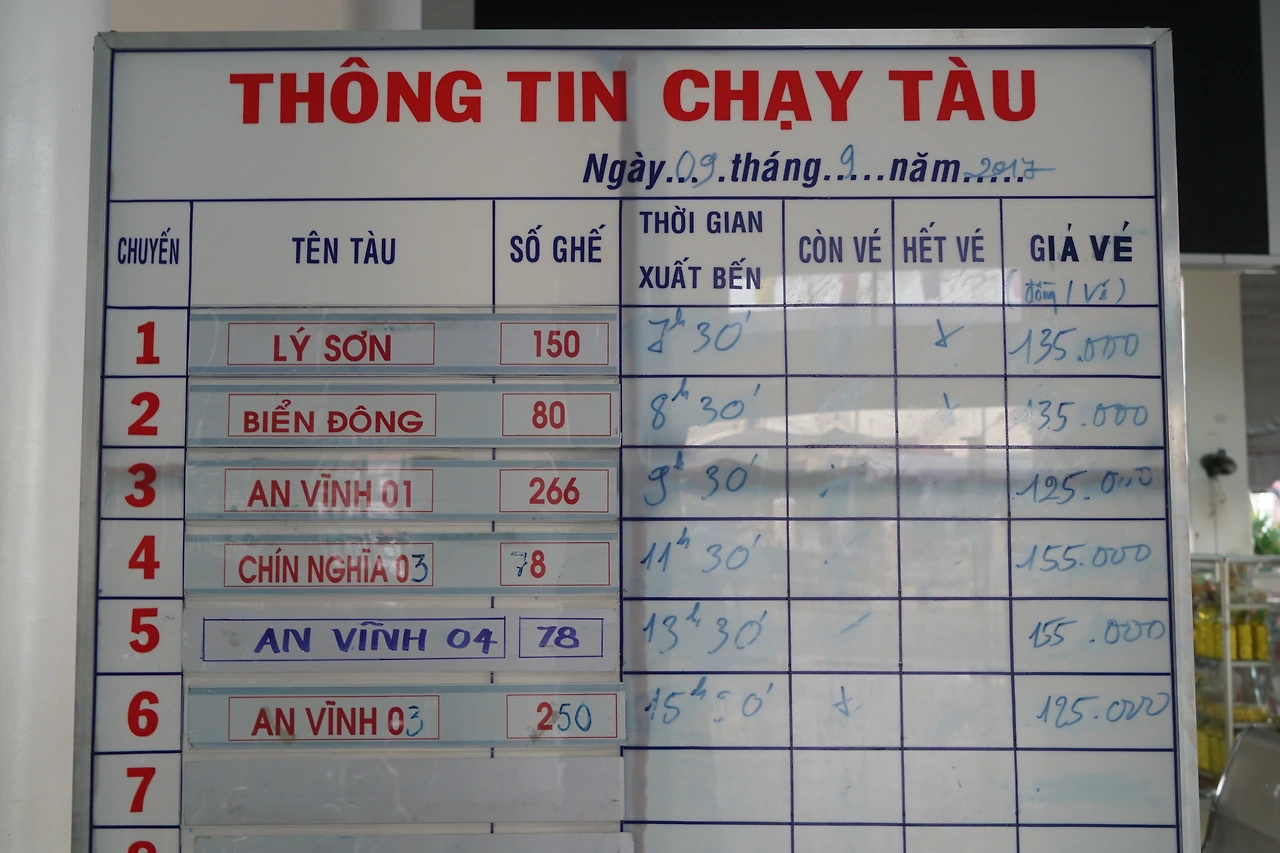 THÔNG TIN CHẠY TÀU
Ngày...09.tháng..9...năm..2017
CHUYẾN TÊN TÀU SỐ GHẾ THỜI GIAN XUẤT BẾN CÒN VÉ HẾT VÉ GIÁ VÉ (đồng / Vé)
1 LÝ SƠN 150 7h 30' x 135.000
2 BIỂN ĐÔNG 80 8h 30' x 135.000
3 AN VĨNH 01 266 9h 30' 125.000
4 CHÍN NGHĨA 03 78 11h 30' 155.000
5 AN VĨNH 04 78 13h 30' 155.000
6 AN VĨNH 03 250 15h x 125.000
7